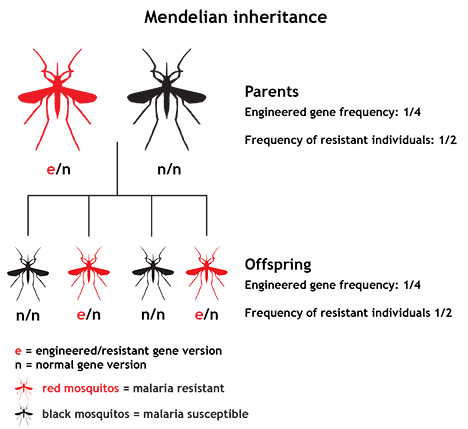 Mendelian inheritance
Parents
Engineered gene frequency: 1/4
Frequency of resistant individuals: 1/2
e/n
n/n
Offspring
Engineered gene frequency: 1/4
Frequency of resistant individuals 1/2
n/n
e/n
n/n
e/n
e = engineered/resistant gene version
n = normal gene version
red mosquitos = malaria resistant
black mosquitos = malaria susceptible